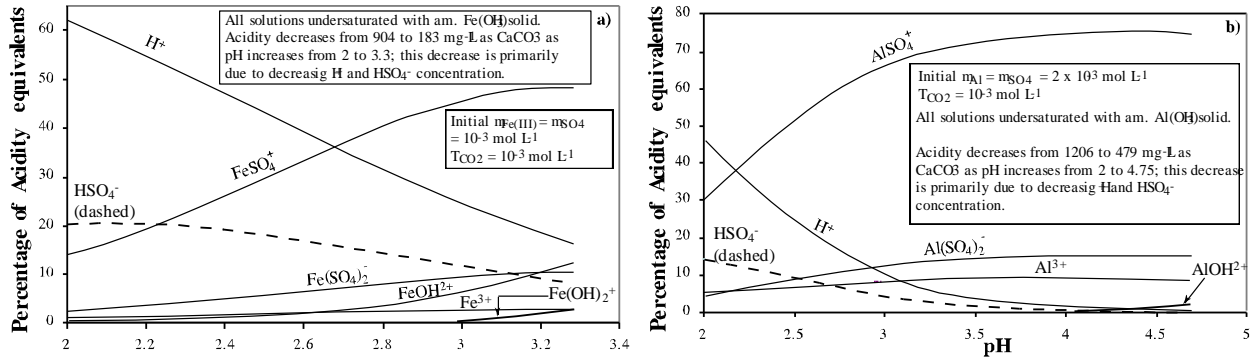 Percentage of Acidity equivalents
70
60
50
40
30
20
10
0
All solutions undersaturated with am. Fe(OH)solid.
Acidity decreases from 904 to 183 mg-L as CaCO3 as
pH increases from 2 to 3.3; this decrease is primarily
due to decreasig H and HSO4- concentration.
a)
H+
Initial mFe(III) = mSO4
= 10-3 mol L-1
TCO2 = 10-3 mol L-1
FeSO4+
HSO4-
(dashed)
Fe(SO4)2-
FeOH2+
Fe3+
Fe(OH)2+
2 2.2 2.4 2.6 2.8 3 3.2 3.4
Percentage of Acidity equivalents
80
70
60
50
40
30
20
10
0
b)
AlSO4+
Initial mAl = mSO4 = 2 x 10-3 mol L-1
TCO2 = 10-3 mol L-1
All solutions undersaturated with am. Al(OH)solid.
Acidity decreases from 1206 to 479 mg-L as
CaCO3 as pH increases from 2 to 4.75; this decrease
is primarily due to decreasig H and HSO4-
concentration.
HSO4-
(dashed)
H+
Al(SO4)2-
Al3+
AlOH2+
2 2.5 3 3.5 4 4.5 5
pH